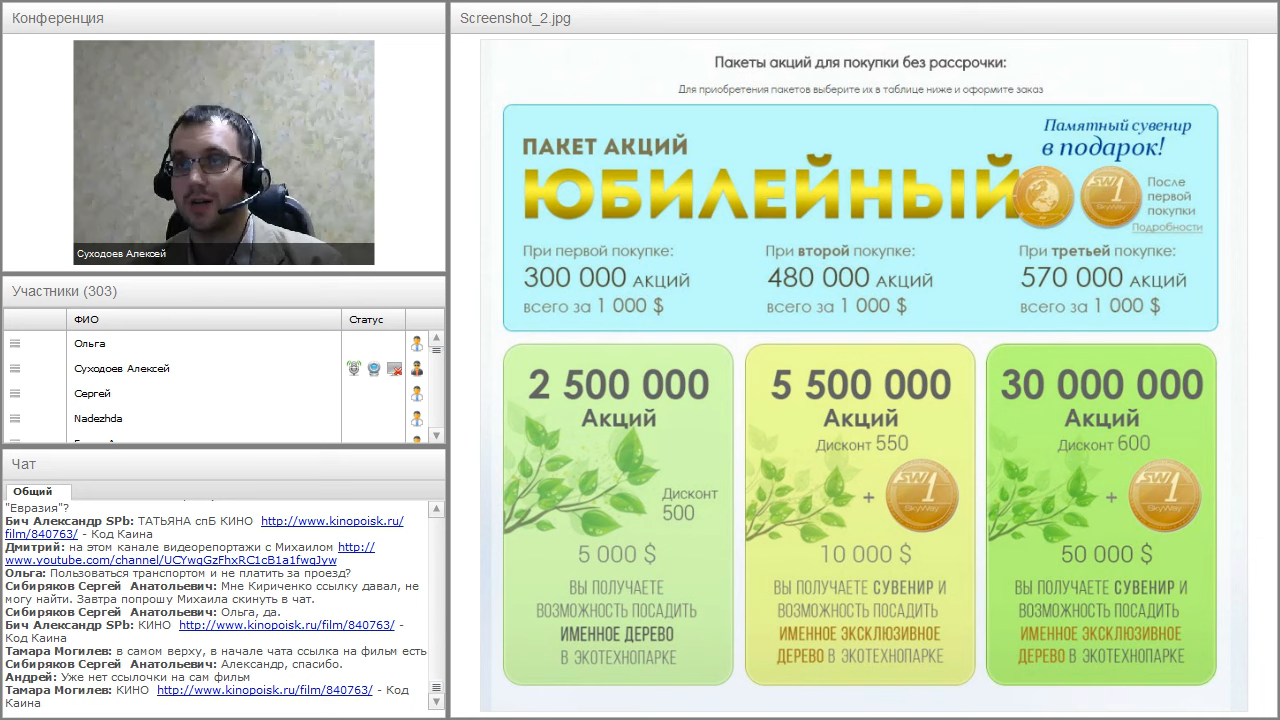 Конференция
Суходоев Алексей
Участники (303)
ФИО
Статус
Ольга
Суходоев Алексей
Сергей
Nadezhda
Чат
Общий
"Евразия"?
Бич Александр SPb: ТАТЬЯНА спБ КИНО http://www.kinopoisk.ru/
film/840763/ - Код Каина
Дмитрий: на этом канале видеорепортажи с Михаилом http://
www.youtube.com/channel/UCYwgGzFhxRC1cB1a1fwqJyw
Ольга: Пользоваться транспортом и не платить за проезд?
Сибиряков Сергей Анатольевич: Мне Кириченко ссылку давал, не
могу найти. Завтра попрошу Михаила скинуть в чат.
Сибиряков Сергей Анатольевич: Ольга, да.
Бич Александр SPb: КИНО http://www.kinopoisk.ru/film/840763/ -
Код Каина
Тамара Могилев: в самом верху, в начале чата ссылка на фильм есть
Сибиряков Сергей Анатольевич: Александр, спасибо.
Андрей: Уже нет ссылочки на сам фильм
Тамара Могилев: КИНО http://www.kinopoisk.ru/film/840763/ - Код
Каина
Screenshot_2.jpg
Пакеты акций для покупки без рассрочки:
Для приобретения пакетов выберите их в таблице ниже и оформите заказ
ПАКЕТ АКЦИЙ
ЮБИЛЕЙНЫЙ
Памятный сувенир
в подарок!
SW1
SkyWay
После
первой
покупки
Подробности
При первой покупке:
300 000 АКЦИЙ
всего за 1 000 $
При второй покупке:
480 000 АКЦИЙ
всего за 1 000 $
При третьей покупке:
570 000 АКЦИЙ
всего за 1 000 $
2 500 000
Акций
Дисконт
500
5 000 $
ВЫ ПОЛУЧАЕТЕ
ВОЗМОЖНОСТЬ ПОСАДИТЬ
ИМЕННОЕ ДЕРЕВО
В ЭКОТЕХНОПАРКЕ
5 500 000
Акций
Дисконт 550
+
SW1
SkyWay
10 000 $
ВЫ ПОЛУЧАЕТЕ СУВЕНИР И
ВОЗМОЖНОСТЬ ПОСАДИТЬ
ИМЕННОЕ ЭКСКЛЮЗИВНОЕ
ДЕРЕВО В ЭКОТЕХНОПАРКЕ
30 000 000
Акций
Дисконт 600
+
SW1
SkyWay
50 000 $
ВЫ ПОЛУЧАЕТЕ СУВЕНИР И
ВОЗМОЖНОСТЬ ПОСАДИТЬ
ИМЕННОЕ ЭКСКЛЮЗИВНОЕ
ДЕРЕВО В ЭКОТЕХНОПАРКЕ